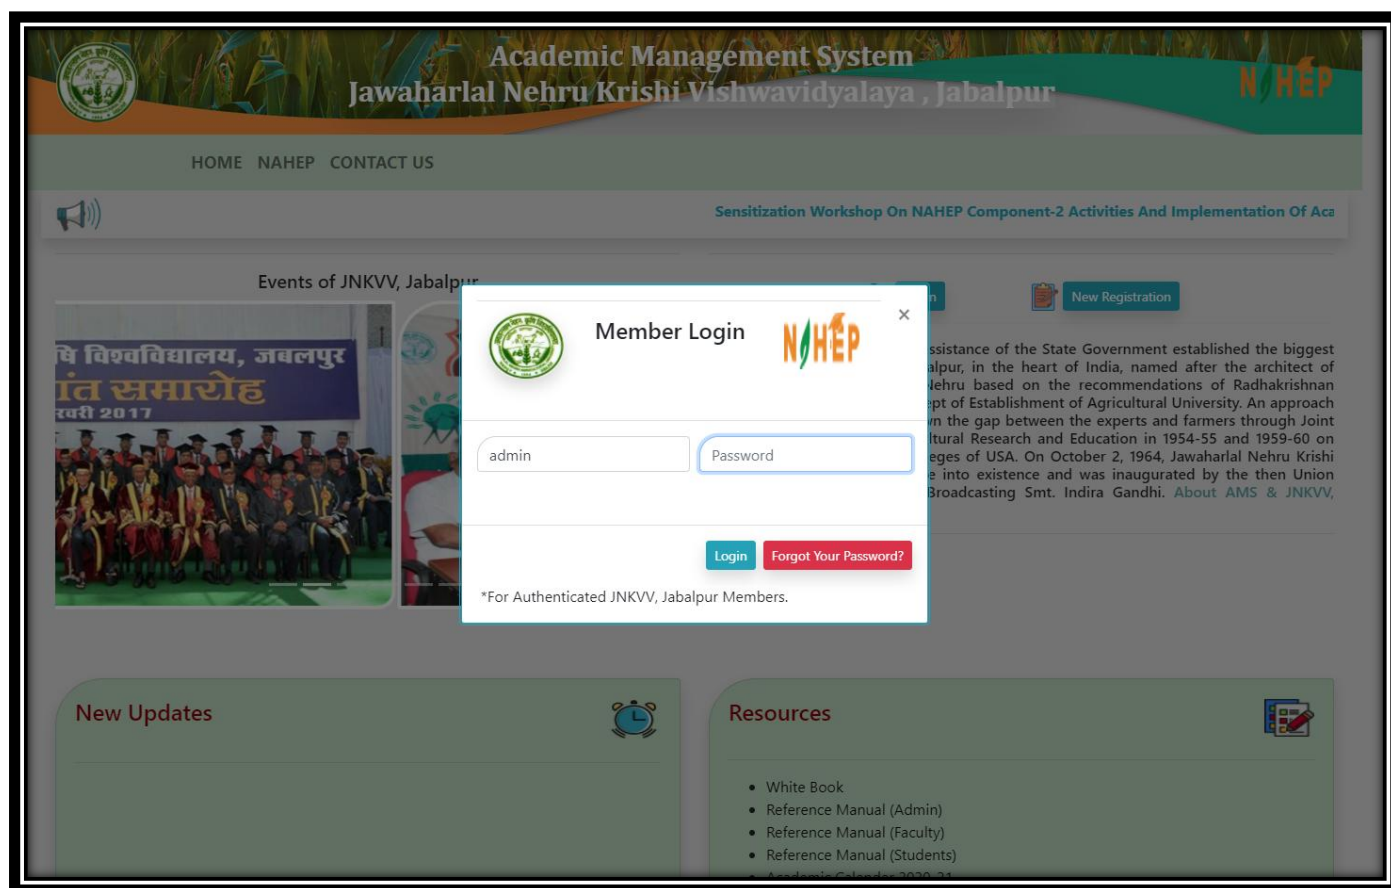 Academic Management System
Jawaharlal Nehru Krishi Vishwavidyalaya , Jabalpur
NAHEP
HOME NAHEP CONTACT US
Sensitization Workshop On NAHEP Component-2 Activities And Implementation Of Aca
Events of JNKVV, Jabalpur
New Registration
षि विश्वविद्यालय, जबलपुर
ांत समारोह
रवरी 2017
Member Login
NAHEP
×
admin
Password
Login
Forgot Your Password?
*For Authenticated JNKVV, Jabalpur Members.
ssistance of the State Government established the biggest
alpur, in the heart of India, named after the architect of
Nehru based on the recommendations of Radhakrishnan
ept of Establishment of Agricultural University. An approach
n the gap between the experts and farmers through Joint
tural Research and Education in 1954-55 and 1959-60 on
eges of USA. On October 2, 1964, Jawaharlal Nehru Krishi
e into existence and was inaugurated by the then Union
Broadcasting Smt. Indira Gandhi. About AMS & JNKVV,
New Updates
Resources
White Book
Reference Manual (Admin)
Reference Manual (Faculty)
Reference Manual (Students)
Academic Calender 2020-21